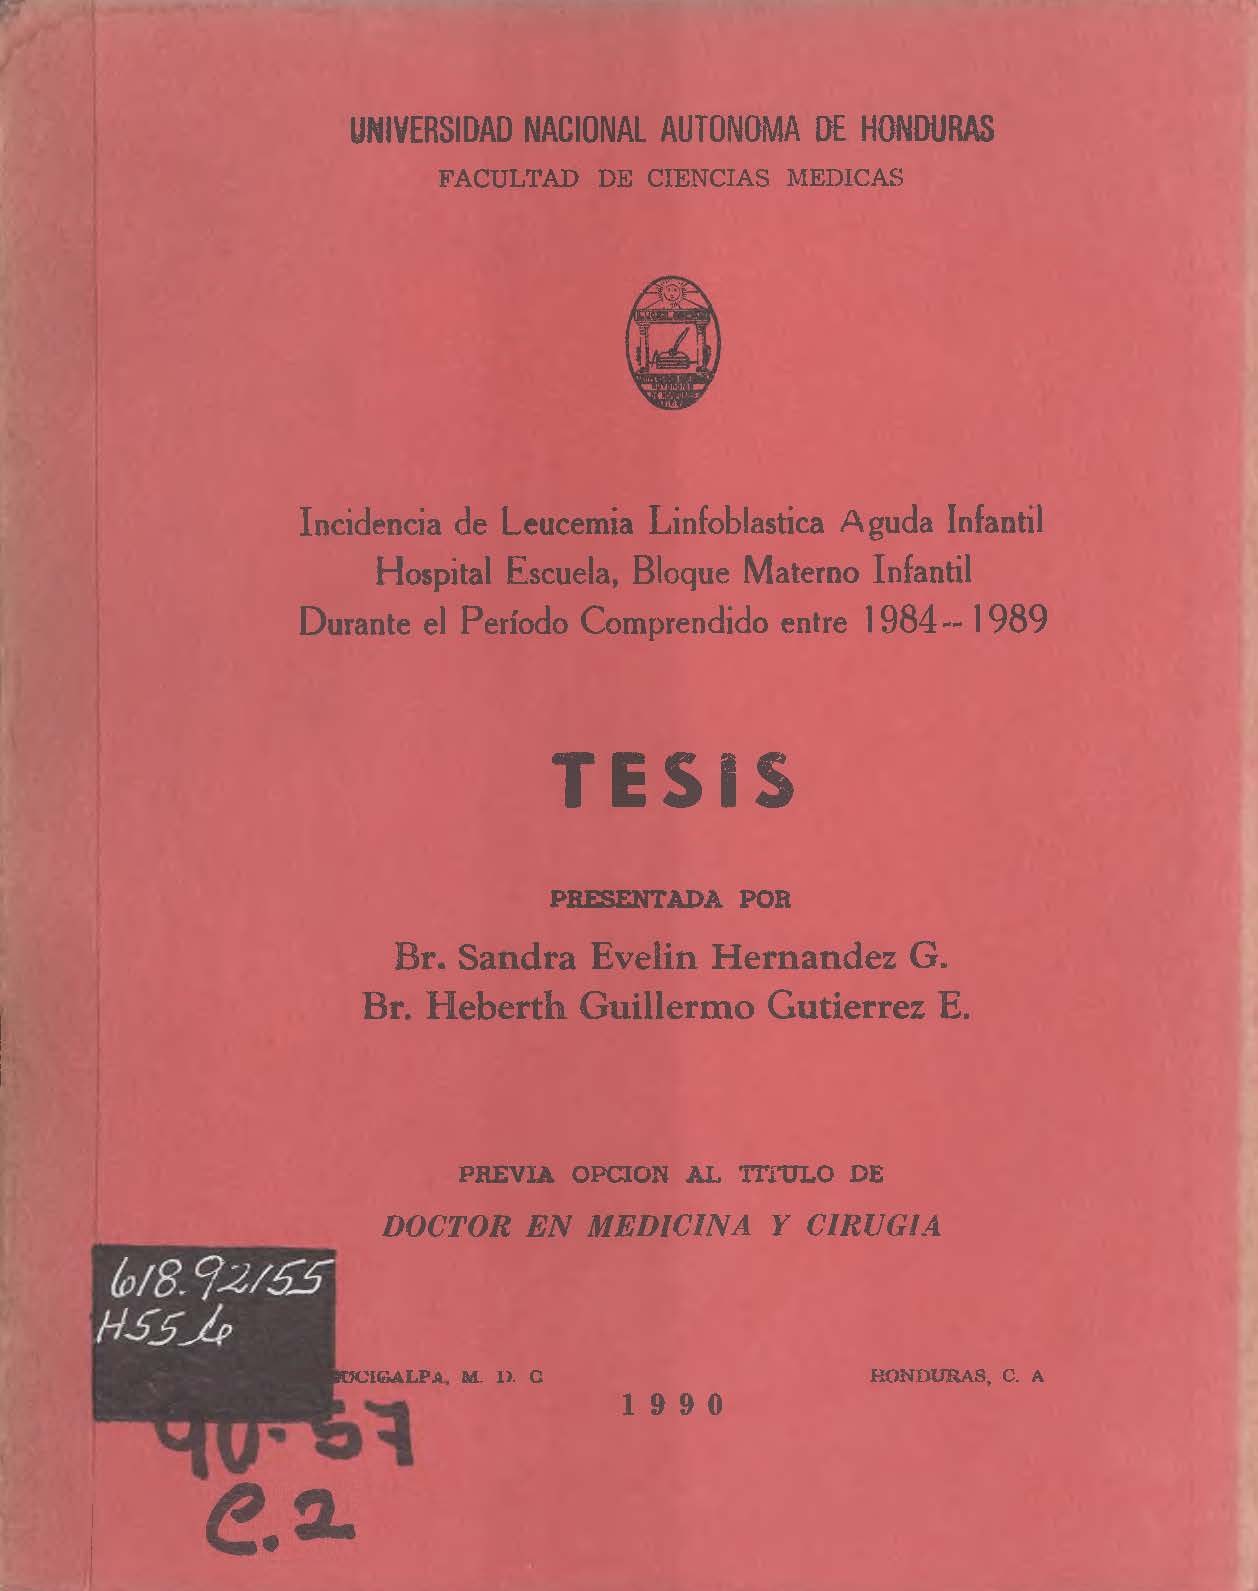 UNIVERSIDAD NACIONAL AUTONOMA DE HONDURAS
FACULTAD DE CIENCIAS MEDICAS
Incidencia de Leucemia Linfoblastica Aguda Infantil
Hospital Escuela, Bloque Materno Infantil
Durante el Período Comprendido entre 1984--1989
TESIS
PRESENTADA POR
Br. Sandra Evelin Hernandez G.
Br. Heberth Guillermo Gutierrez E.
PREVIA OPCION AL TITULO DE
DOCTOR EN MEDICINA Y CIRUGIA
618.92155
UCIGALPA, M. D. C HONDURAS, C. A
1990
90-57
C.2